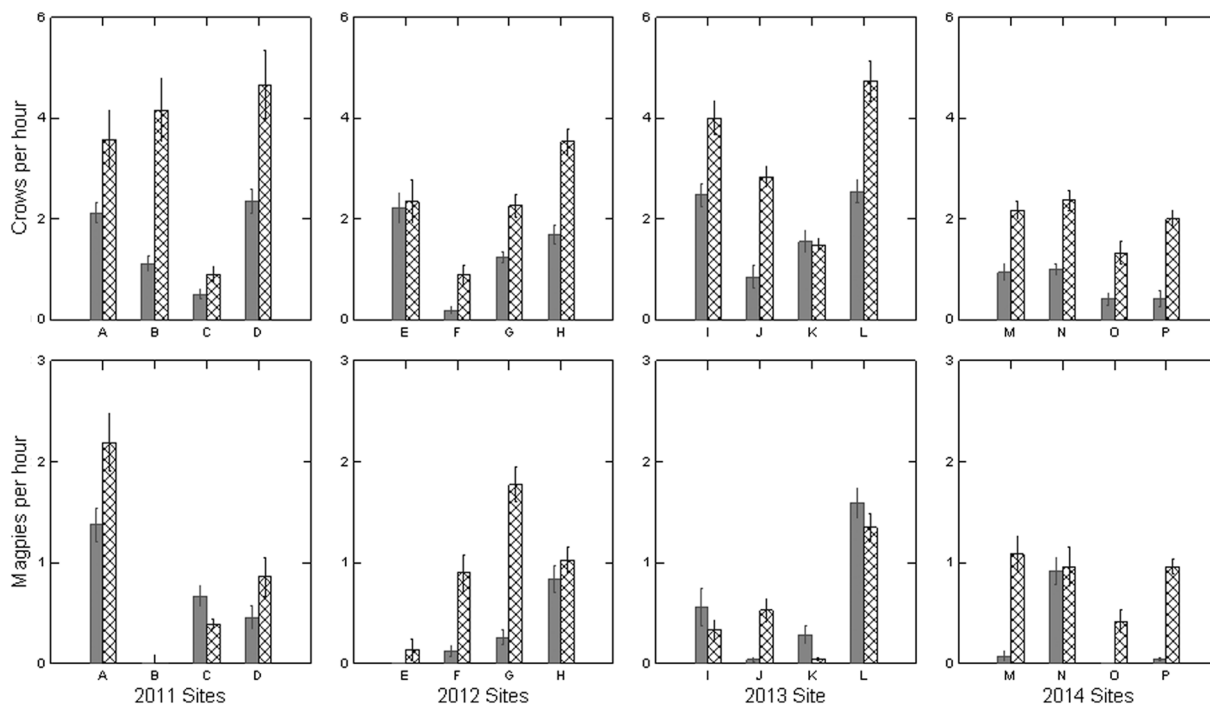 Crows per hour
6
4
2
0
A B C D
6
4
2
0
E F G H
6
4
2
0
I J K L
6
4
2
0
M N O P
Magpies per hour
3
2
1
0
A B C D
2011 Sites
3
2
1
0
E F G H
2012 Sites
3
2
1
0
I J K L
2013 Site
3
2
1
0
M N O P
2014 Sites